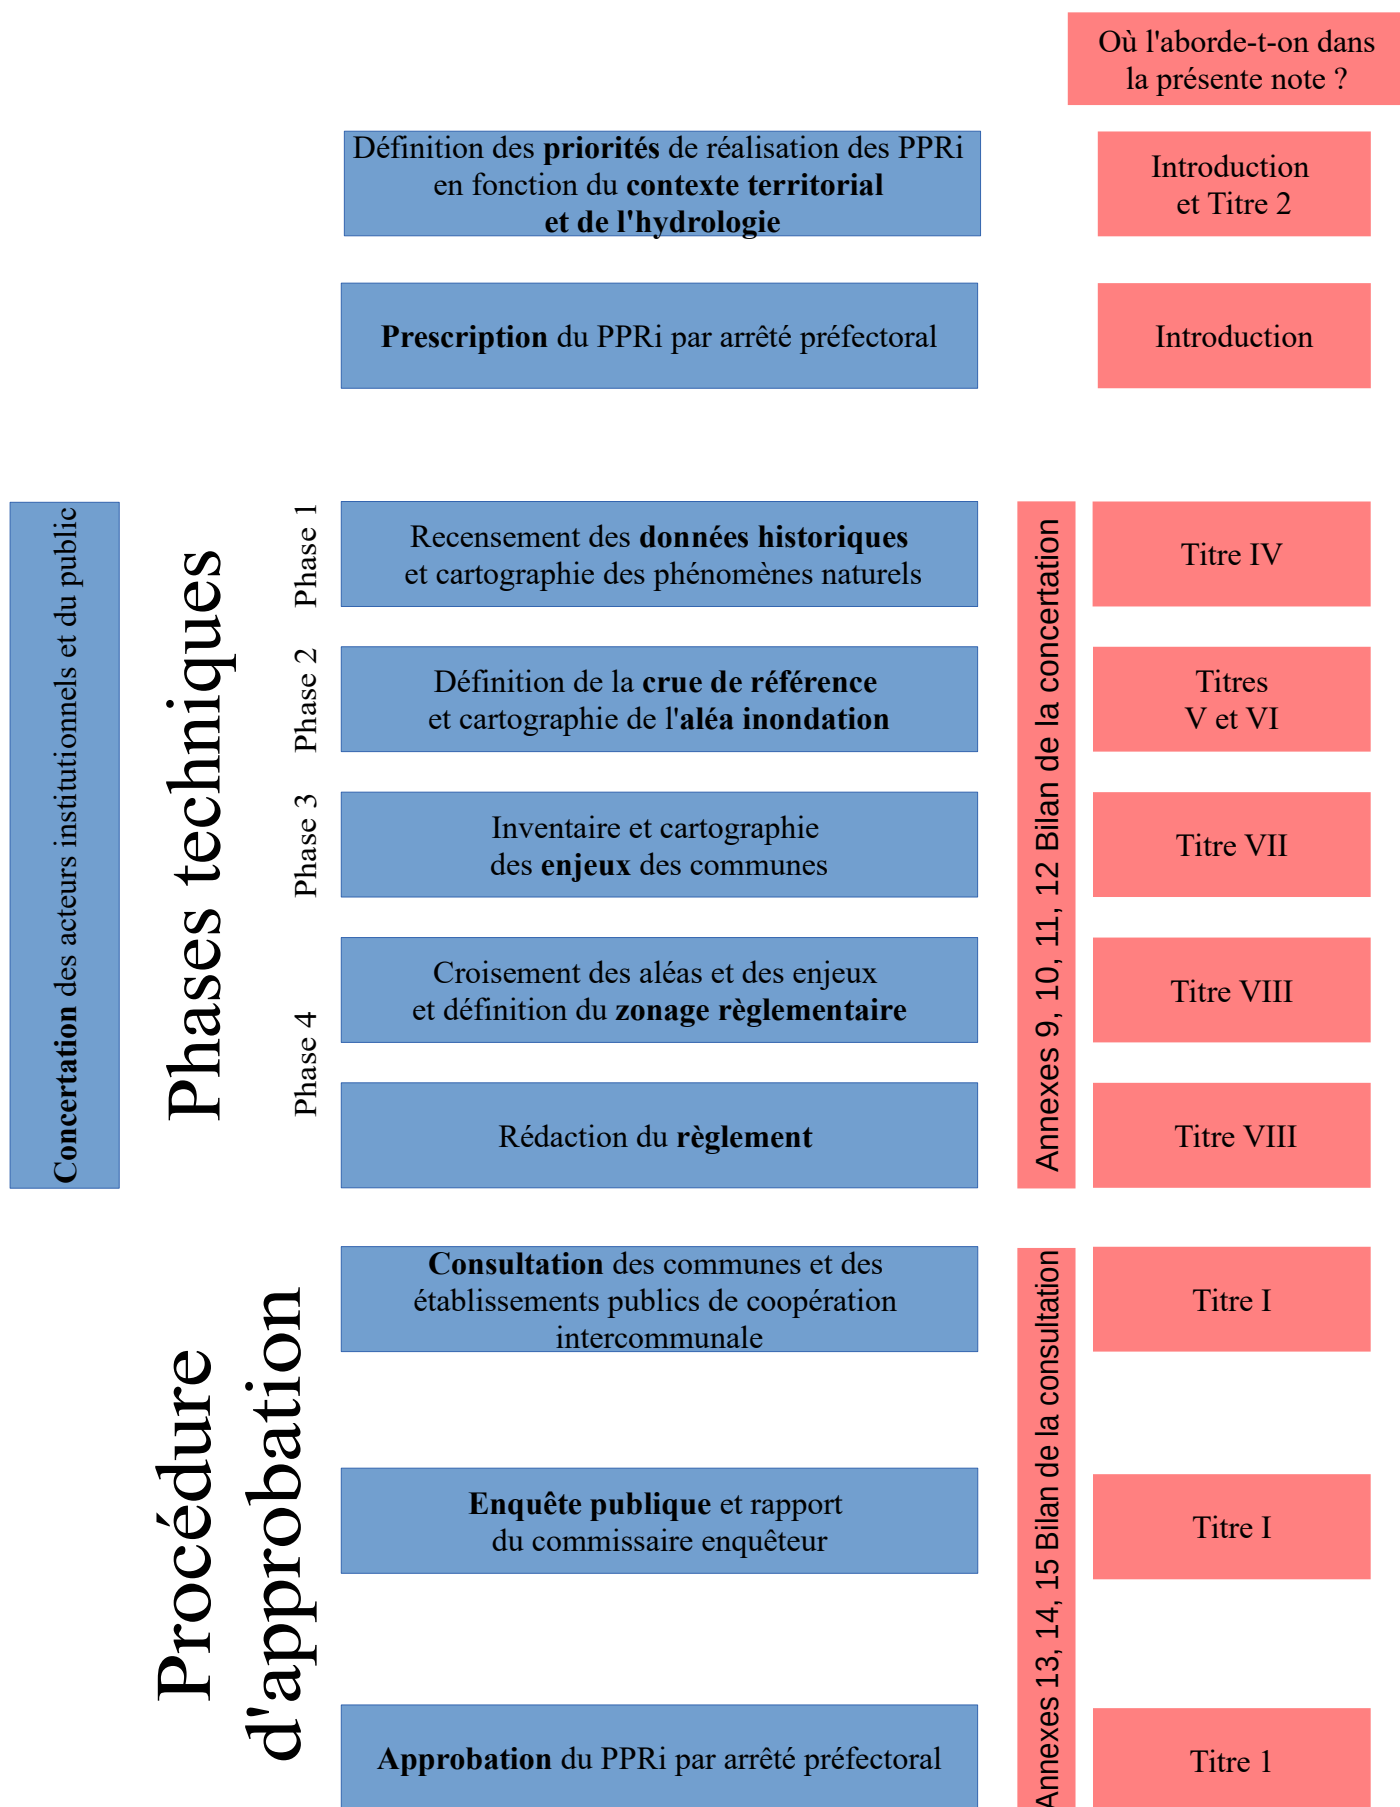 Où l'aborde-t-on dans
la présente note ?
Définition des priorités de réalisation des PPRi
en fonction du contexte territorial
et de l'hydrologie
Introduction
et Titre 2
Prescription du PPRi par arrêté préfectoral
Introduction
Concertation des acteurs institutionnels et du public
Phases techniques
Phase 1
Recensement des données historiques
et cartographie des phénomènes naturels
Annexes 9, 10, 11, 12 Bilan de la concertation
Titre IV
Phase 2
Définition de la crue de référence
et cartographie de l'aléa inondation
Titres
V et VI
Phase 3
Inventaire et cartographie
des enjeux des communes
Titre VII
Phase 4
Croisement des aléas et des enjeux
et définition du zonage règlementaire
Titre VIII
Rédaction du règlement
Titre VIII
Procédure
d'approbation
Consultation des communes et des
établissements publics de coopération
intercommunale
Annexes 13, 14, 15 Bilan de la consultation
Titre I
Enquête publique et rapport
du commissaire enquêteur
Titre I
Approbation du PPRi par arrêté préfectoral
Titre 1